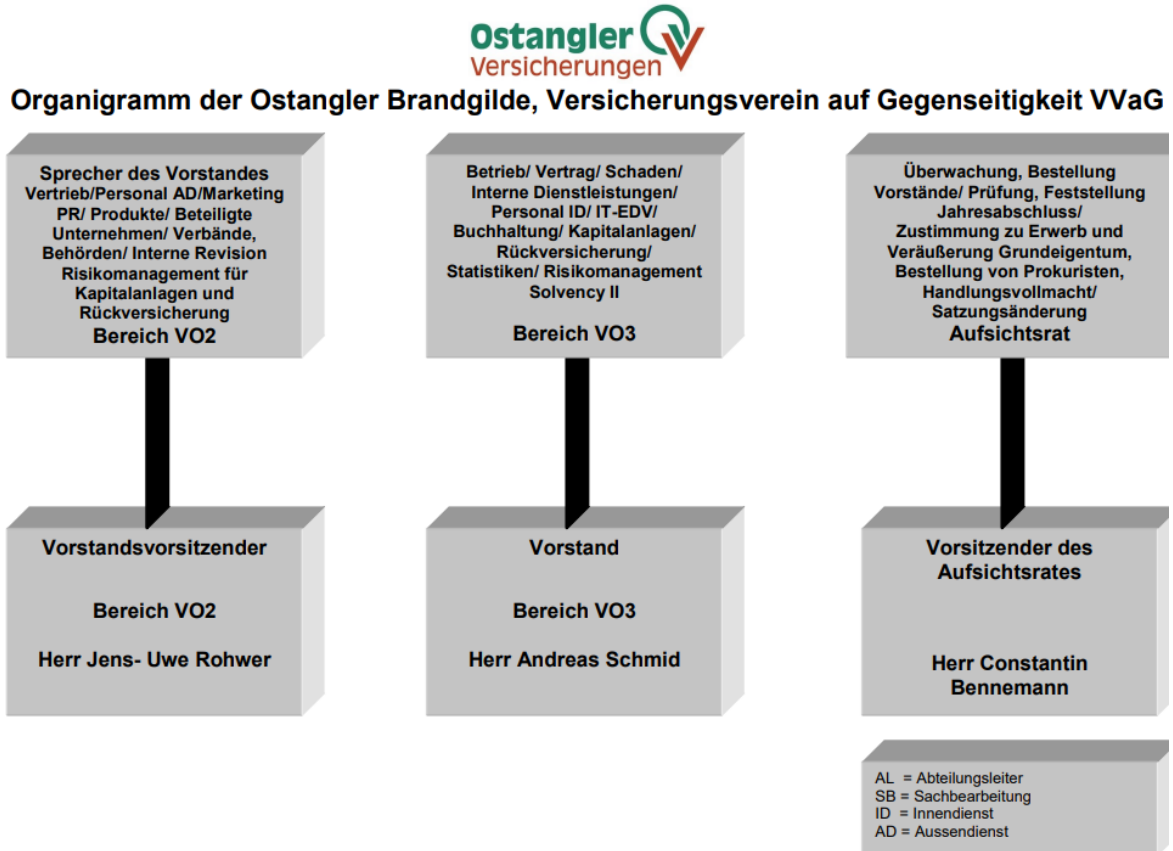 Ostangler
Versicherungen
Organigramm der Ostangler Brandgilde, Versicherungsverein auf Gegenseitigkeit VVaG
Sprecher des Vorstandes
Vertrieb/Personal AD/Marketing
PR/ Produkte/ Beteiligte
Unternehmen/ Verbände,
Behörden/ Interne Revision
Risikomanagement für
Kapitalanlagen und
Rückversicherung
Bereich VO2
Betrieb/ Vertrag/ Schaden/
Interne Dienstleistungen/
Personal ID/ IT-EDV/
Buchhaltung/ Kapitalanlagen/
Rückversicherung/
Statistiken/ Risikomanagement
Solvency II
Bereich VO3
Überwachung, Bestellung
Vorstände/ Prüfung, Feststellung
Jahresabschluss/
Zustimmung zu Erwerb und
Veräußerung Grundeigentum,
Bestellung von Prokuristen,
Handlungsvollmacht/
Satzungsänderung
Aufsichtsrat
Vorstandsvorsitzender
Bereich VO2
Herr Jens- Uwe Rohwer
Vorstand
Bereich VO3
Herr Andreas Schmid
Vorsitzender des
Aufsichtsrates
Herr Constantin
Bennemann
AL = Abteilungsleiter
SB = Sachbearbeitung
ID = Innendienst
AD = Aussendienst